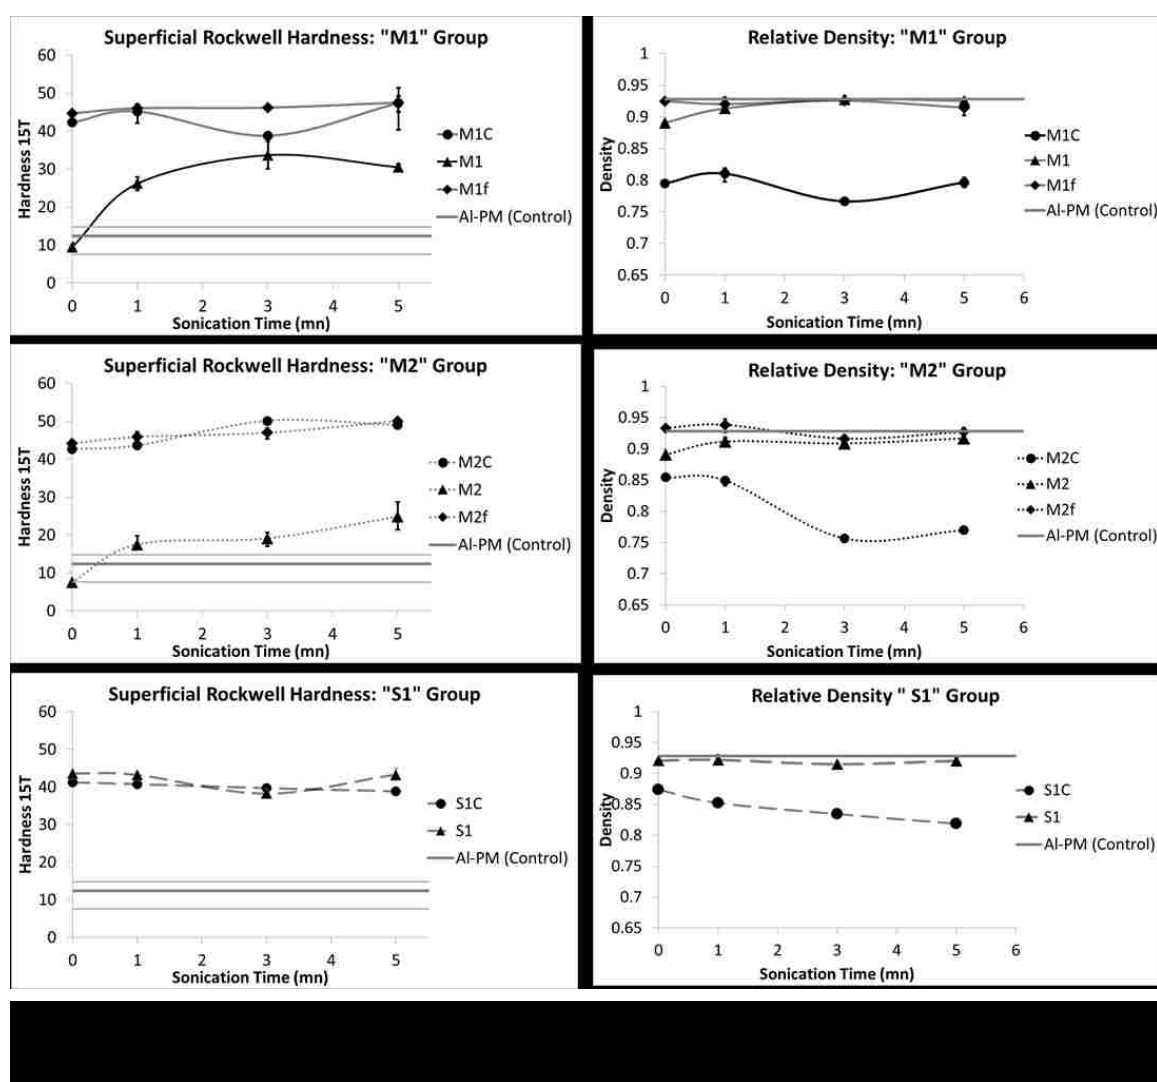 Superficial Rockwell Hardness: "M1" Group
60
50
40
30
20
10
0
Hardness 15T
0 1 2 3 4 5
Sonication Time (mn)
M1C
M1
M1f
Al-PM (Control)
Relative Density: "M1" Group
1
0.95
0.9
0.85
0.8
0.75
0.7
0.65
Density
0 1 2 3 4 5 6
Sonication Time (mn)
M1C
M1
M1f
Al-PM (Control)
Superficial Rockwell Hardness: "M2" Group
60
50
40
30
20
10
0
Hardness 15T
0 1 2 3 4 5
Sonication Time (mn)
M2C
M2
M2f
Al-PM (Control)
Relative Density: "M2" Group
1
0.95
0.9
0.85
0.8
0.75
0.7
0.65
Density
0 1 2 3 4 5 6
Sonication Time (mn)
M2C
M2
M2f
Al-PM (Control)
Superficial Rockwell Hardness: "S1" Group
60
50
40
30
20
10
0
Hardness 15T
0 1 2 3 4 5
Sonication Time (mn)
S1C
S1
Al-PM (Control)
Relative Density " S1" Group
1
0.95
0.9
0.85
0.8
0.75
0.7
0.65
Density
0 1 2 3 4 5 6
Sonication Time (mn)
S1C
S1
Al-PM (Control)